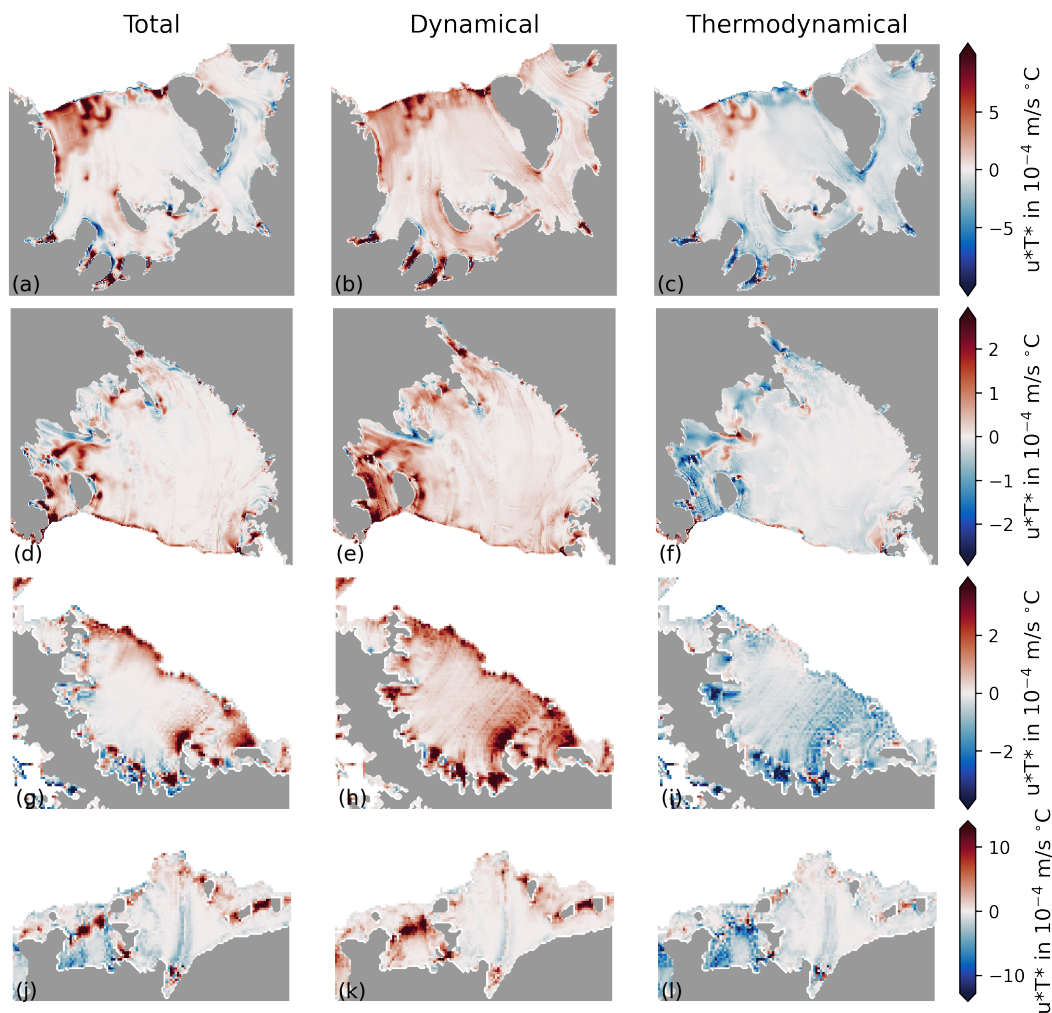 Total Dynamical Thermodynamical
(a) (b) (c)
5
0
−5
u*T* in 10⁻⁴ m/s °C
(d) (e) (f)
2
1
0
−1
−2
u*T* in 10⁻⁴ m/s °C
(g) (h) (i)
2
0
−2
u*T* in 10⁻⁴ m/s °C
(j) (k) (l)
10
0
−10
u*T* in 10⁻⁴ m/s °C